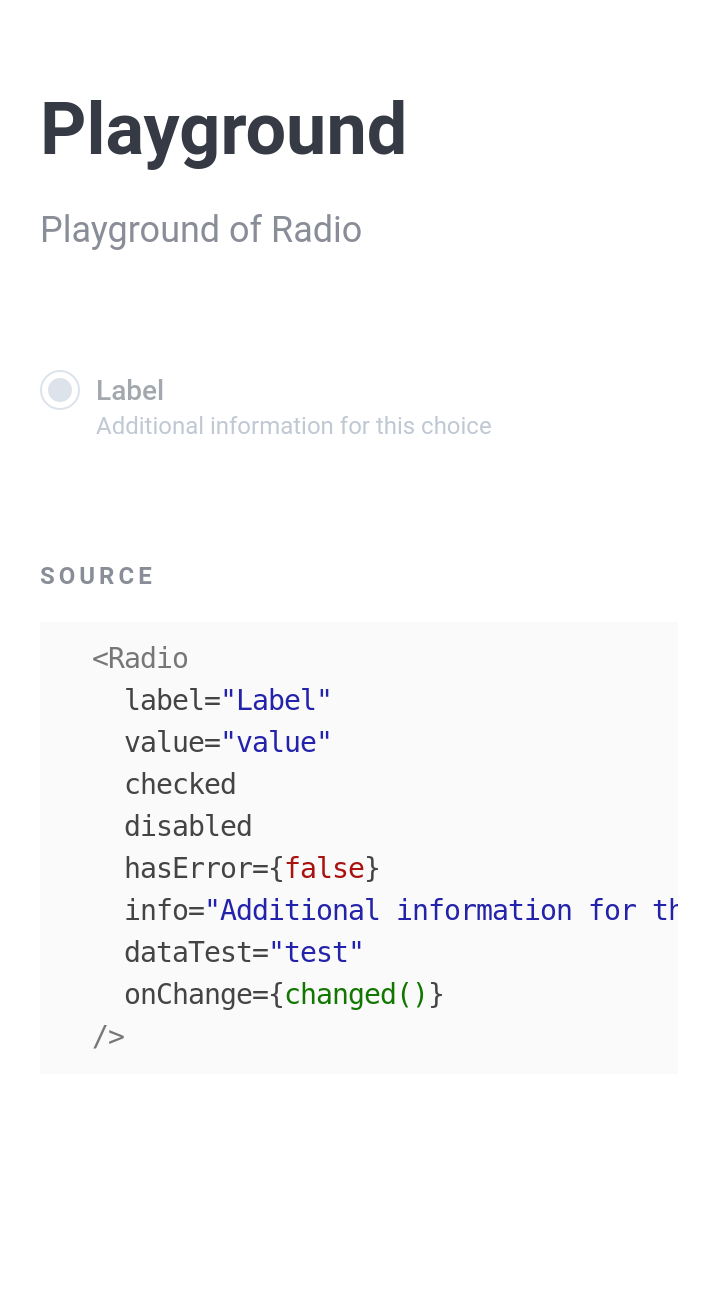 Playground
Playground of Radio
Label
Additional information for this choice
SOURCE
<Radio
label="Label"
value="value"
checked
disabled
hasError={false}
info="Additional information for th
dataTest="test"
onChange={changed()}
/>